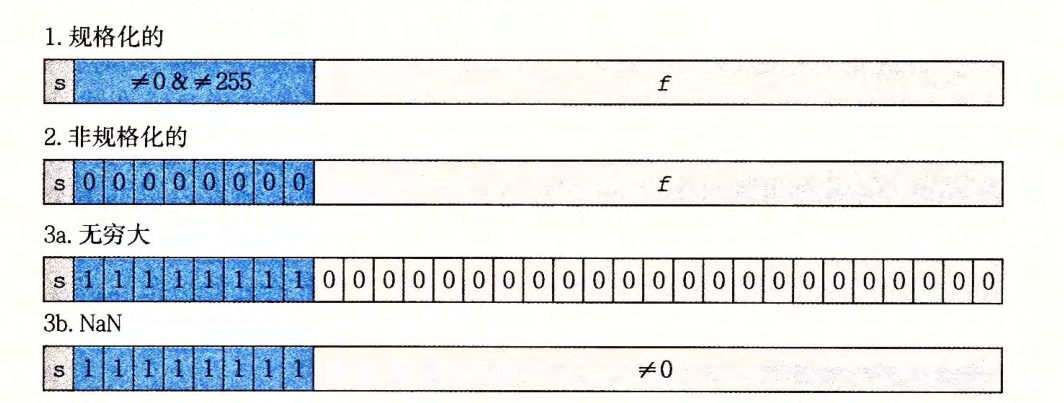 1. 规格化的
s ≠0 & ≠255 f
2. 非规格化的
s 0 0 0 0 0 0 0 0 f
3a. 无穷大
s 1 1 1 1 1 1 1 1 0 0 0 0 0 0 0 0 0 0 0 0 0 0 0 0 0 0 0 0 0 0 0
3b. NaN
s 1 1 1 1 1 1 1 1 ≠0